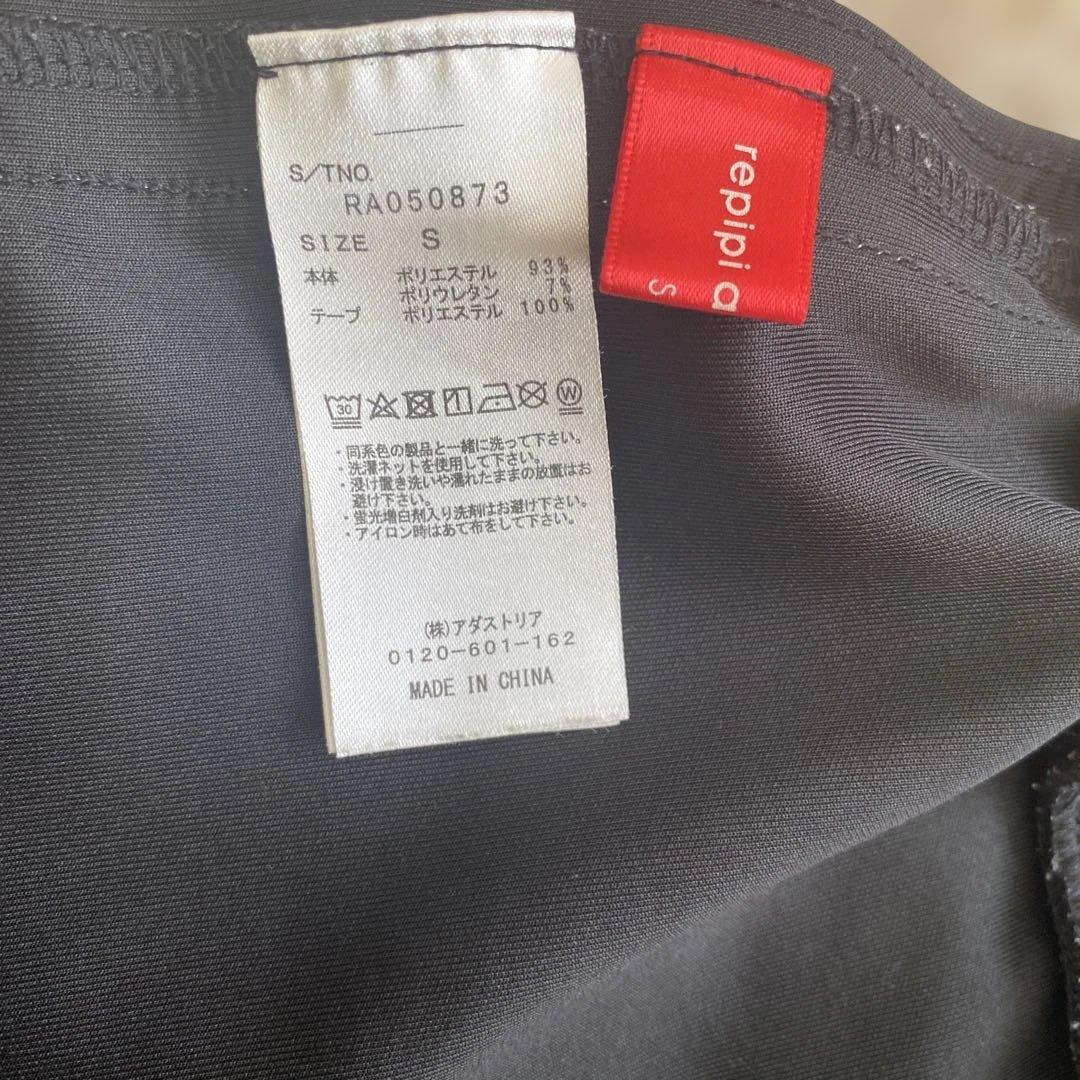 S/TNO.
RA050873
SIZE S
本体 ポリエステル 93%
ポリウレタン 7%
テープ ポリエステル 100%
30 W
・同系色の製品と一緒に洗って下さい。
・洗濯ネットを使用して下さい。
・浸け置き洗いや濡れたままの放置はお
避け下さい。
・蛍光増白剤入り洗剤はお避け下さい。
・アイロン時はあて布をして下さい。
(株)アダストリア
0120-601-162
MADE IN CHINA
repipi a
S